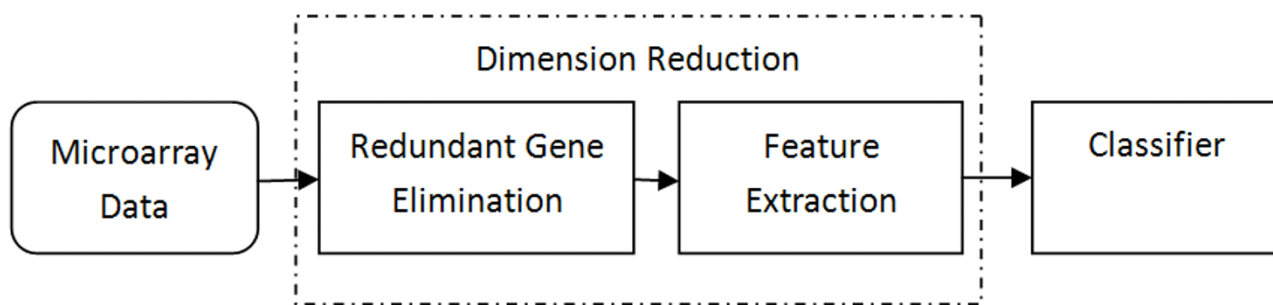 Dimension Reduction
Microarray
Data
Redundant Gene
Elimination
Feature
Extraction
Classifier